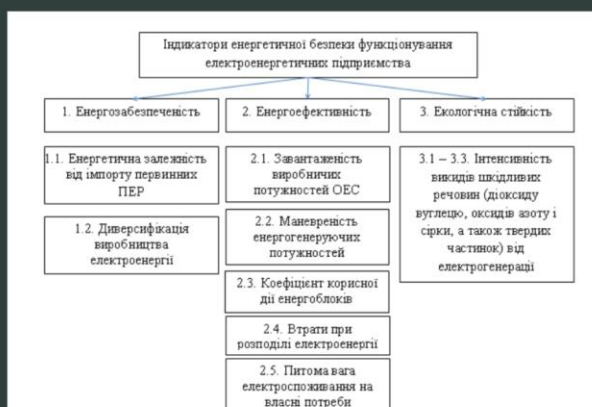 Індикатори енергетичної безпеки функціонування
електроенергетичних підприємства
1. Енергозабезпеченість
2. Енергоефективність
3. Екологічна стійкість
1.1. Енергетична залежність
від імпорту первинних
ПЕР
1.2. Диверсифікація
виробництва
електроенергії
2.1. Завантаженість
виробничих
потужностей ОЕС
2.2. Маневреність
енергогенеруючих
потужностей
2.3. Коефіцієнт корисної
дії енергоблоків
2.4. Втрати при
розподілі електроенергії
2.5. Питома вага
електроспоживання на
власні потреби
3.1 – 3.3. Інтенсивність
викидів шкідливих
речовин (діоксиду
вуглецю, оксидів азоту і
сірки, а також твердих
частинок) від
електрогенерації